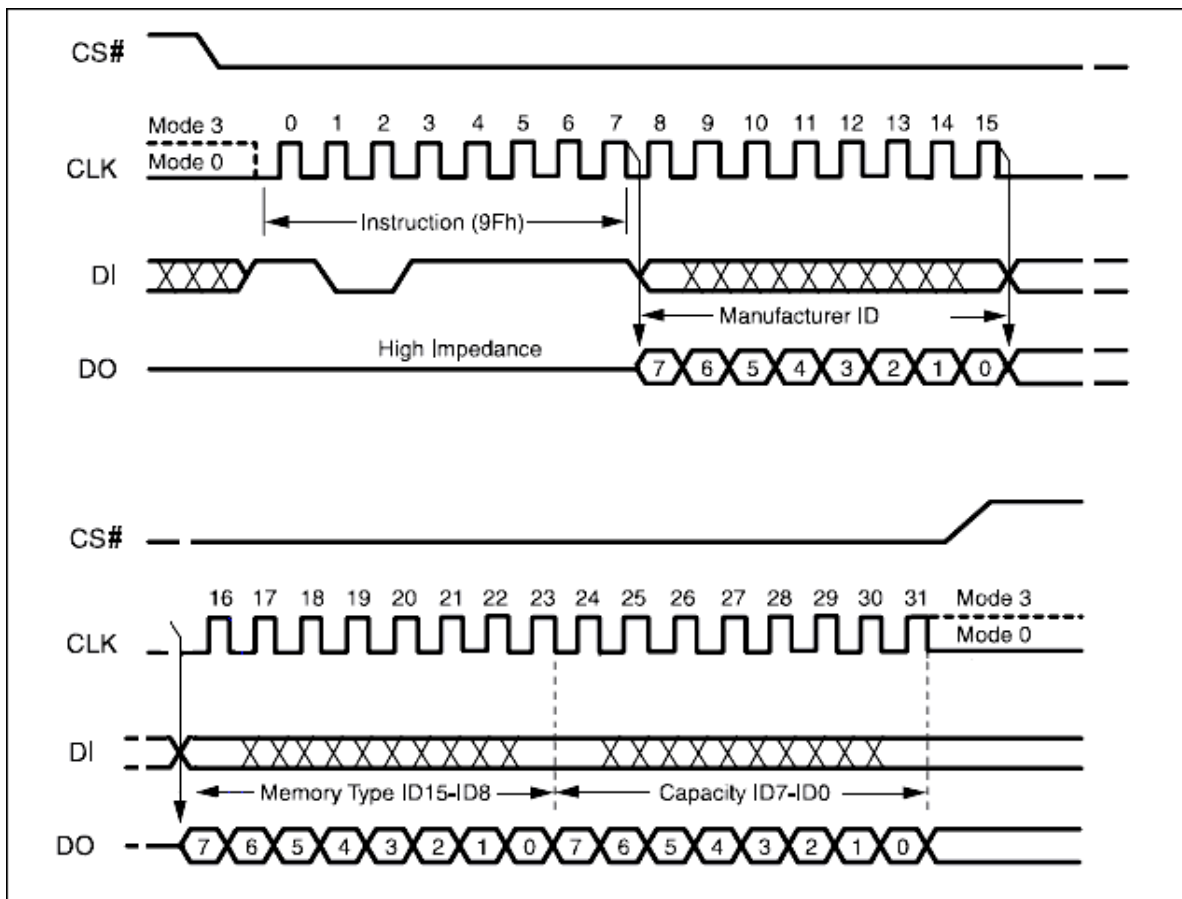 CS#
Mode 3
0 1 2 3 4 5 6 7 8 9 10 11 12 13 14 15
CLK
Mode 0
Instruction (9Fh)
DI
Manufacturer ID
High Impedance
DO
7 6 5 4 3 2 1 0
CS#
16 17 18 19 20 21 22 23 24 25 26 27 28 29 30 31 Mode 3
CLK
Mode 0
DI
Memory Type ID15-ID8
Capacity ID7-ID0
DO
7 6 5 4 3 2 1 0 7 6 5 4 3 2 1 0